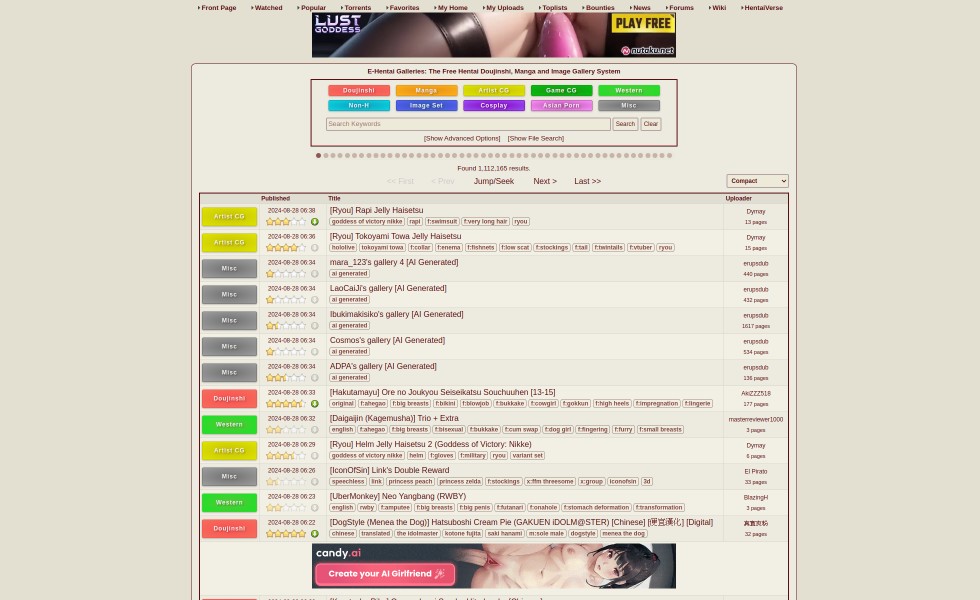 Front Page Watched Popular Torrents Favorites My Home My Uploads Toplists Bounties News Forums Wiki HentaiVerse
LUST GODDESS PLAY FREE
nutaku.net
E-Hentai Galleries: The Free Hentai Doujinshi, Manga and Image Gallery System
Doujinshi Manga Artist CG Game CG Western
Non-H Image Set Cosplay Asian Porn Misc
Search Keywords Search Clear
[Show Advanced Options] [Show File Search]
Found 1,112,165 results.
<< First < Prev Jump/Seek Next > Last >> Compact
Published Title Uploader
Artist CG 2024-08-28 06:38 [Ryou] Rapi Jelly Haisetsu Dymay
goddess of victory nikke rapi f:swimsuit f:very long hair ryou 13 pages
Artist CG 2024-08-28 06:36 [Ryou] Tokoyami Towa Jelly Haisetsu Dymay
hololive tokoyami towa f:collar f:enema f:fishnets f:low scat f:stockings f:tail f:twintails f:vtuber ryou 15 pages
Misc 2024-08-28 06:34 mara_123's gallery 4 [AI Generated] erupsdub
ai generated 440 pages
Misc 2024-08-28 06:34 LaoCaiJi's gallery [AI Generated] erupsdub
ai generated 432 pages
Misc 2024-08-28 06:34 Ibukimakisiko's gallery [AI Generated] erupsdub
ai generated 1617 pages
Misc 2024-08-28 06:34 Cosmos's gallery [AI Generated] erupsdub
ai generated 534 pages
Misc 2024-08-28 06:34 ADPA's gallery [AI Generated] erupsdub
ai generated 136 pages
Doujinshi 2024-08-28 06:33 [Hakutamayu] Ore no Joukyou Seiseikatsu Souchuuhen [13-15] AkiZZZ518
original f:ahegao f:big breasts f:bikini f:blowjob f:bukkake f:cowgirl f:gokkun f:high heels f:impregnation f:lingerie 177 pages
Western 2024-08-28 06:32 [Daigaijin (Kagemusha)] Trio + Extra masterreviewer1000
english f:ahegao f:big breasts f:bisexual f:bukkake f:cum swap f:dog girl f:fingering f:furry f:small breasts 3 pages
Artist CG 2024-08-28 06:29 [Ryou] Helm Jelly Haisetsu 2 (Goddess of Victory: Nikke) Dymay
goddess of victory nikke helm f:gloves f:military ryou variant set 6 pages
Misc 2024-08-28 06:26 [IconOfSin] Link's Double Reward El Pirato
speechless link princess peach princess zelda f:stockings x:ffm threesome x:group iconofsin 3d 33 pages
Western 2024-08-28 06:23 [UberMonkey] Neo Yangbang (RWBY) BlazingH
english rwby f:amputee f:big breasts f:big penis f:futanari f:onahole f:stomach deformation f:transformation 3 pages
Doujinshi 2024-08-28 06:22 [DogStyle (Menea the Dog)] Hatsuboshi Cream Pie (GAKUEN iDOLM@STER) [Chinese] [便宜漢化] [Digital]
chinese translated the idolmaster kotone fujita saki hanami m:sole male dogstyle menea the dog 32 pages
candy.ai
Create your AI Girlfriend